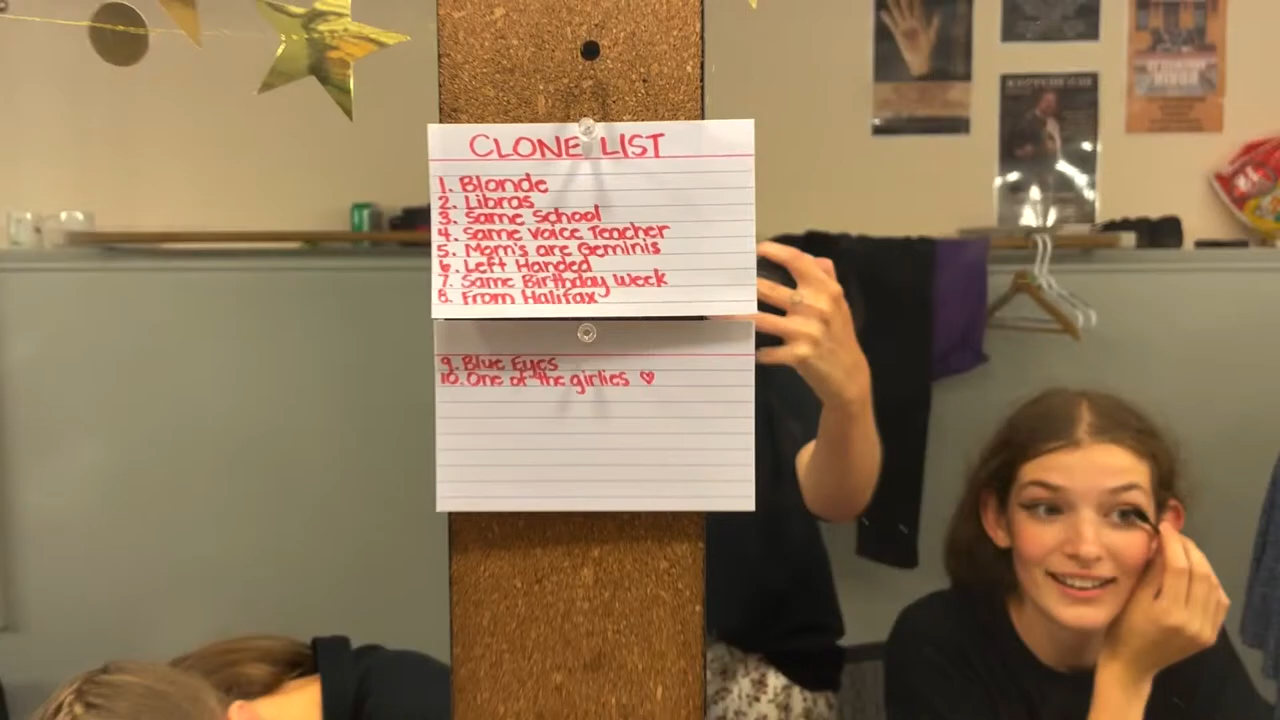 CLONE LIST
1. Blonde
2. Libras
3. Same School
4. Same Voice Teacher
5. Mom's are Geminis
6. Left Handed
7. Same Birthday Week
8. From Halifax
9. Blue Eyes
10. One of the girlies ♡